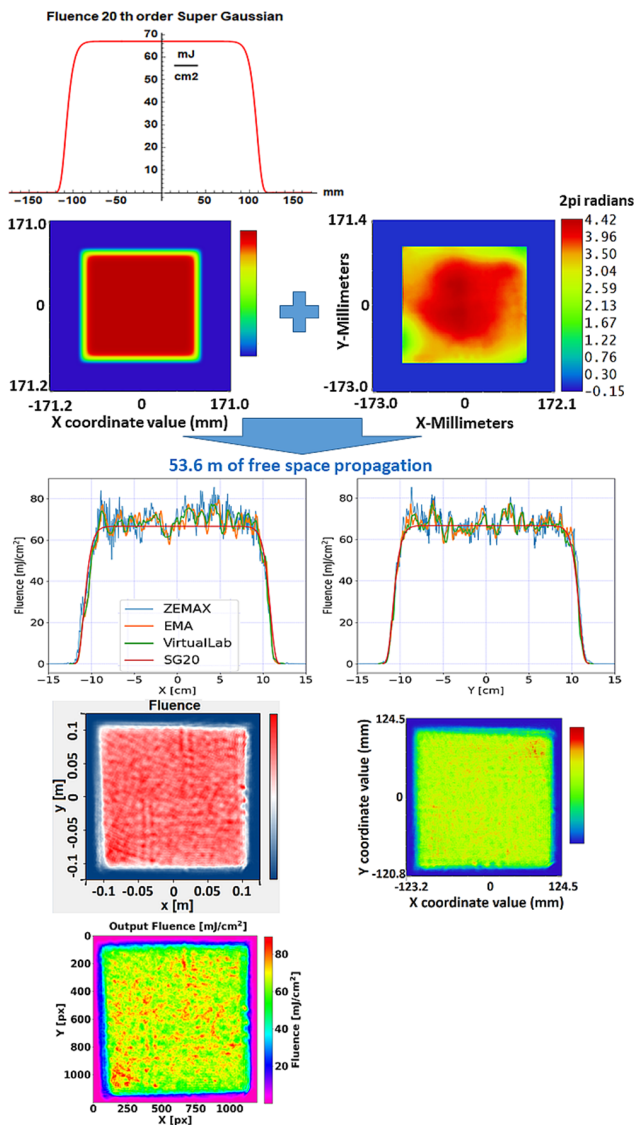 Fluence 20 th order Super Gaussian
70
60
50
40
30
20
10
mJ
cm2
−150 −100 −50 0 50 100 150 mm
171.0
0
171.2
-171.2 0 171.0
X coordinate value (mm)
2pi radians
171.4
0
-173.0
Y-Millimeters
-173.0 0 172.1
X-Millimeters
4.42
3.96
3.50
3.04
2.59
2.13
1.67
1.22
0.76
0.30
-0.15
53.6 m of free space propagation
80
60
40
20
0
Fluence [mJ/cm²]
ZEMAX
EMA
VirtualLab
SG20
−15 −10 −5 0 5 10 15
X [cm]
80
60
40
20
0
Fluence [mJ/cm²]
−15 −10 −5 0 5 10 15
Y [cm]
Fluence
0.1
0.05
0
-0.05
-0.1
y [m]
-0.1 -0.05 0 0.05 0.1
x [m]
124.5
0
-120.8
Y coordinate value (mm)
-123.2 0 124.5
X coordinate value (mm)
Output Fluence [mJ/cm²]
0
200
400
600
800
1000
Y [px]
0 250 500 750 1000
X [px]
80
60
40
20
Fluence [mJ/cm²]